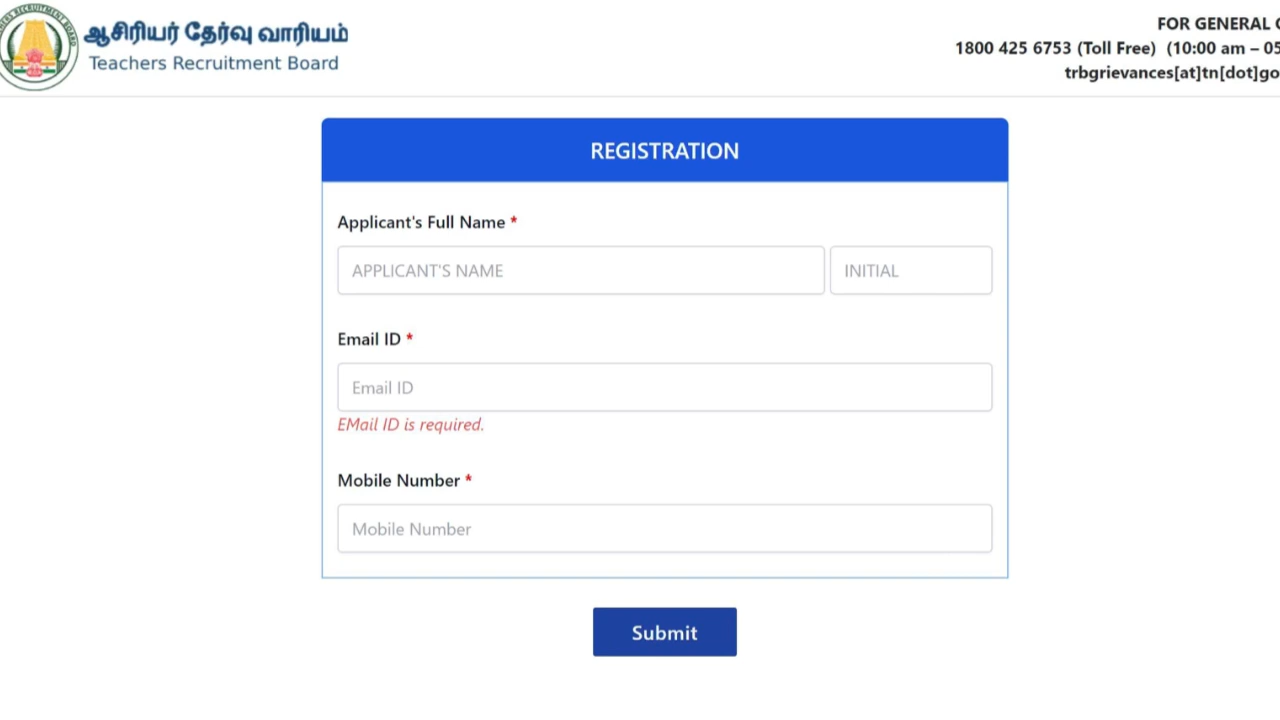 ஆசிரியர் தேர்வு வாரியம்
Teachers Recruitment Board
FOR GENERAL
1800 425 6753 (Toll Free) (10:00 am – 05
trbgrievances[at]tn[dot]go
REGISTRATION
Applicant's Full Name *
APPLICANT'S NAME
INITIAL
Email ID *
Email ID
EMail ID is required.
Mobile Number *
Mobile Number
Submit